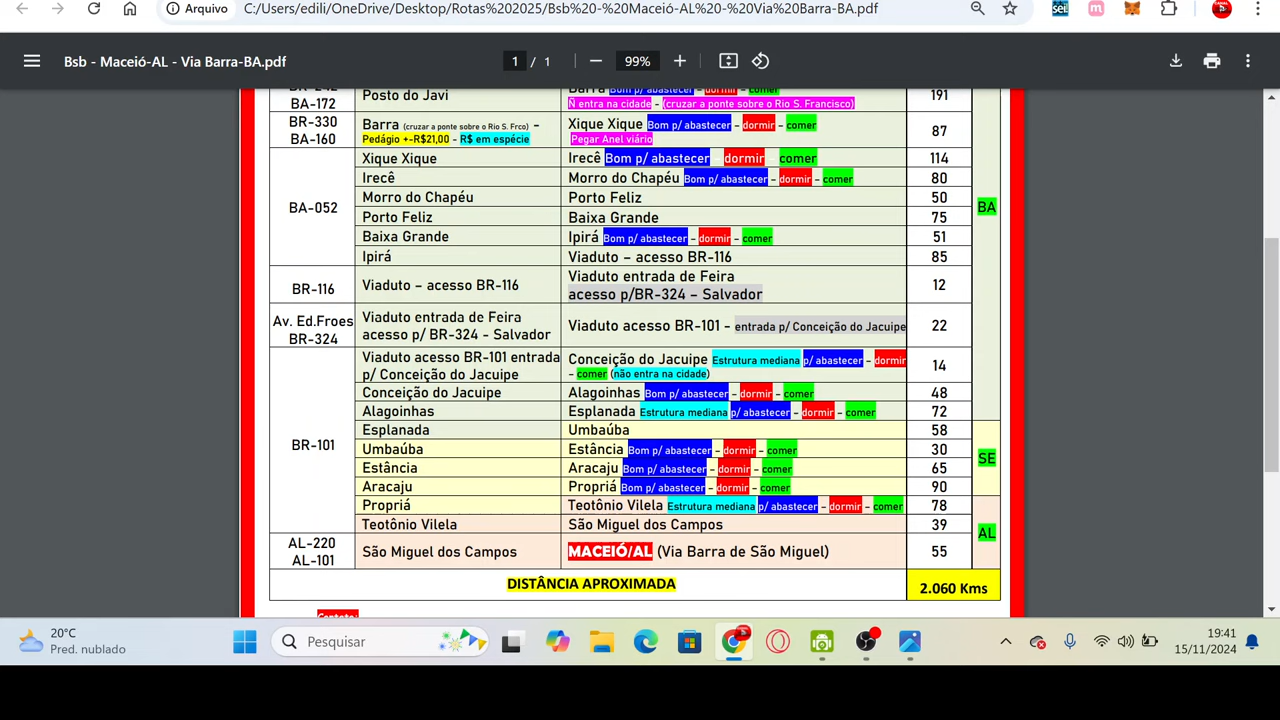 Arquivo C:/Users/edili/OneDrive/Desktop/Rotas%202025/Bsb%20-%20Maceió-AL%20-%20Via%20Barra-BA.pdf
Bsb - Maceió-AL - Via Barra-BA.pdf 1 / 1 99%
BA-172 Posto do Javi Barra Bom p/ abastecer – dormir – comer 191
Ñ entra na cidade - (cruzar a ponte sobre o Rio S. Francisco)
BR-330 Barra (cruzar a ponte sobre o Rio S. Frco) – Xique Xique Bom p/ abastecer – dormir – comer 87
BA-160 Pedágio +-R$21,00 - R$ em espécie Pegar Anel viário
Xique Xique Irecê Bom p/ abastecer – dormir – comer 114
Irecê Morro do Chapéu Bom p/ abastecer – dormir – comer 80
Morro do Chapéu Porto Feliz 50
BA-052 Porto Feliz Baixa Grande 75 BA
Baixa Grande Ipirá Bom p/ abastecer – dormir – comer 51
Ipirá Viaduto – acesso BR-116 85
BR-116 Viaduto – acesso BR-116 Viaduto entrada de Feira 12
acesso p/BR-324 – Salvador
Av. Ed.Froes Viaduto entrada de Feira Viaduto acesso BR-101 – entrada p/ Conceição do Jacuipe 22
BR-324 acesso p/ BR-324 – Salvador
Viaduto acesso BR-101 entrada Conceição do Jacuipe Estrutura mediana p/ abastecer – dormir 14
p/ Conceição do Jacuipe – comer (não entra na cidade)
Conceição do Jacuipe Alagoinhas Bom p/ abastecer – dormir – comer 48
Alagoinhas Esplanada Estrutura mediana p/ abastecer – dormir – comer 72
Esplanada Umbaúba 58
BR-101 Umbaúba Estância Bom p/ abastecer – dormir – comer 30
Estância Aracaju Bom p/ abastecer – dormir – comer 65 SE
Aracaju Propriá Bom p/ abastecer – dormir – comer 90
Propriá Teotônio Vilela Estrutura mediana p/ abastecer – dormir – comer 78
Teotônio Vilela São Miguel dos Campos 39 AL
AL-220 São Miguel dos Campos MACEIÓ/AL (Via Barra de São Miguel) 55
AL-101
DISTÂNCIA APROXIMADA 2.060 Kms
20°C
Pred. nublado
Pesquisar
19:41
15/11/2024